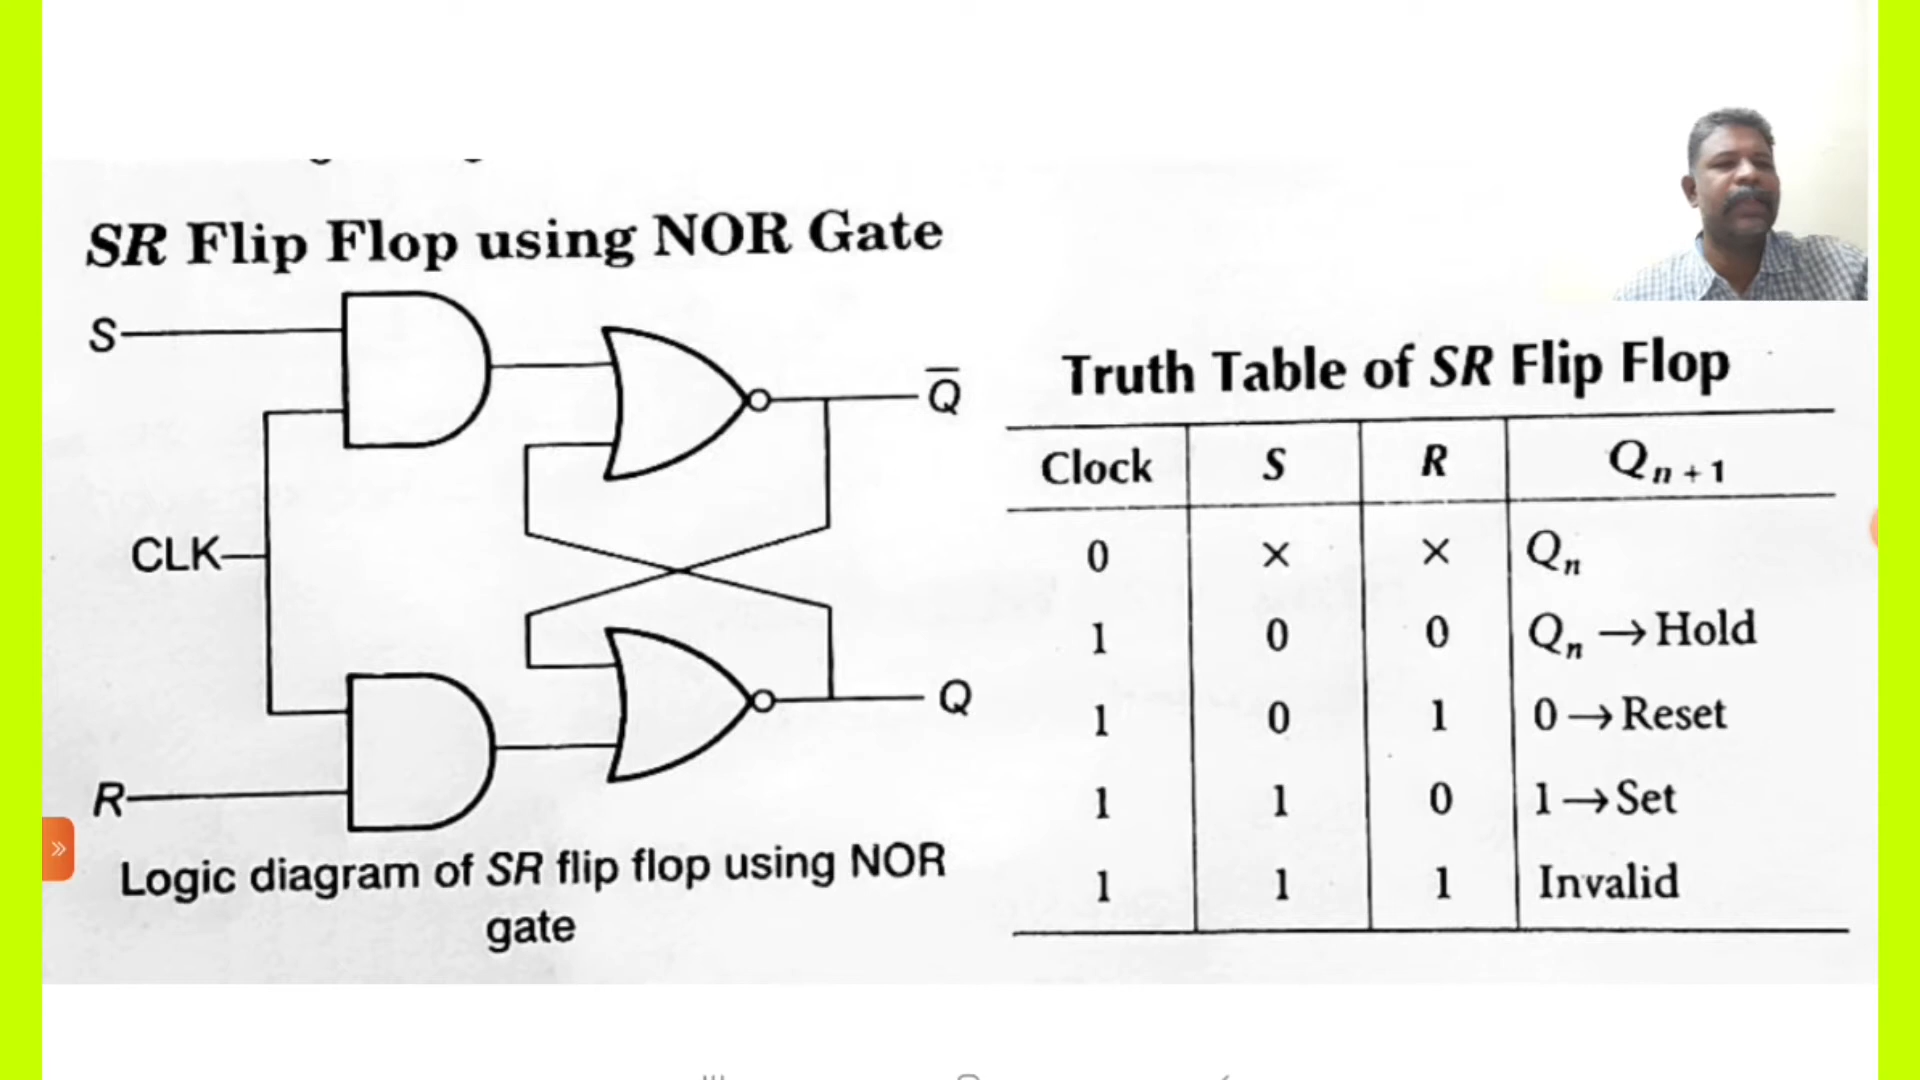 SR Flip Flop using NOR Gate
S
Q̅
CLK
Q
R
Logic diagram of SR flip flop using NOR
gate
Truth Table of SR Flip Flop
Clock S R Qn + 1
0 × × Qn
1 0 0 Qn → Hold
1 0 1 0 → Reset
1 1 0 1 → Set
1 1 1 Invalid